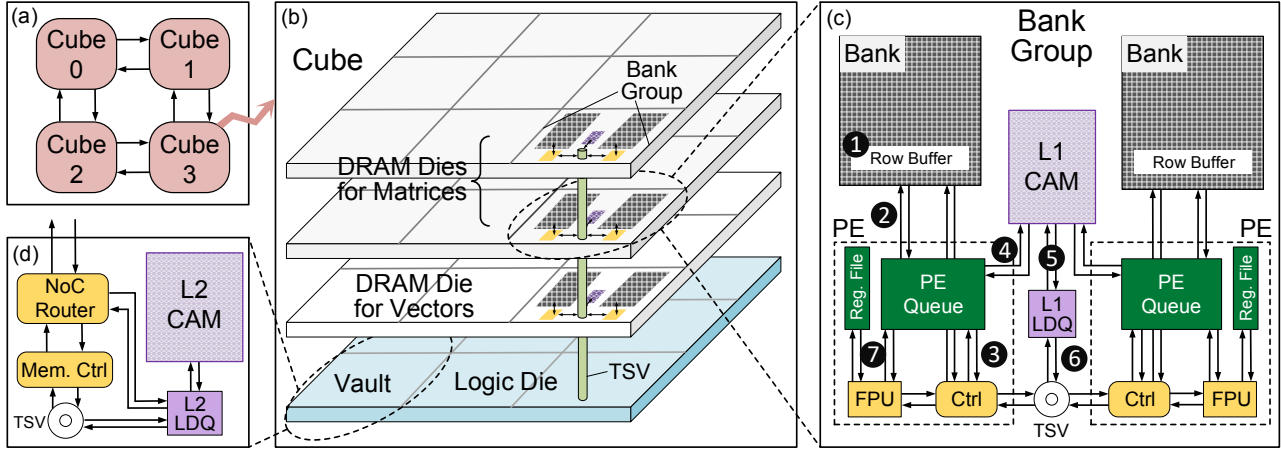 (a)
Cube
0
Cube
1
Cube
2
Cube
3
(b)
Cube
Bank
Group
DRAM Dies
for Matrices
DRAM Die
for Vectors
Vault
Logic Die
TSV
(c)
Bank
Group
Bank
Bank
1
Row Buffer
Row Buffer
L1
CAM
2
PE
PE
4
5
Reg. File
PE
Queue
L1
LDQ
PE
Queue
Reg. File
7
3
6
FPU
Ctrl
TSV
Ctrl
FPU
(d)
NoC
Router
L2
CAM
Mem. Ctrl
TSV
L2
LDQ